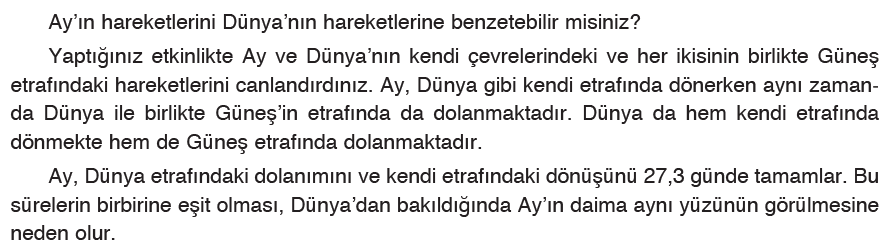 Ay’ın hareketlerini Dünya’nın hareketlerine benzetebilir misiniz?
Yaptığınız etkinlikte Ay ve Dünya’nın kendi çevrelerindeki ve her ikisinin birlikte Güneş
etrafındaki hareketlerini canlandırdınız. Ay, Dünya gibi kendi etrafında dönerken aynı zaman-
da Dünya ile birlikte Güneş’in etrafında da dolanmaktadır. Dünya da hem kendi etrafında
dönmekte hem de Güneş etrafında dolanmaktadır.
Ay, Dünya etrafındaki dolanımını ve kendi etrafındaki dönüşünü 27,3 günde tamamlar. Bu
sürelerin birbirine eşit olması, Dünya’dan bakıldığında Ay’ın daima aynı yüzünün görülmesine
neden olur.